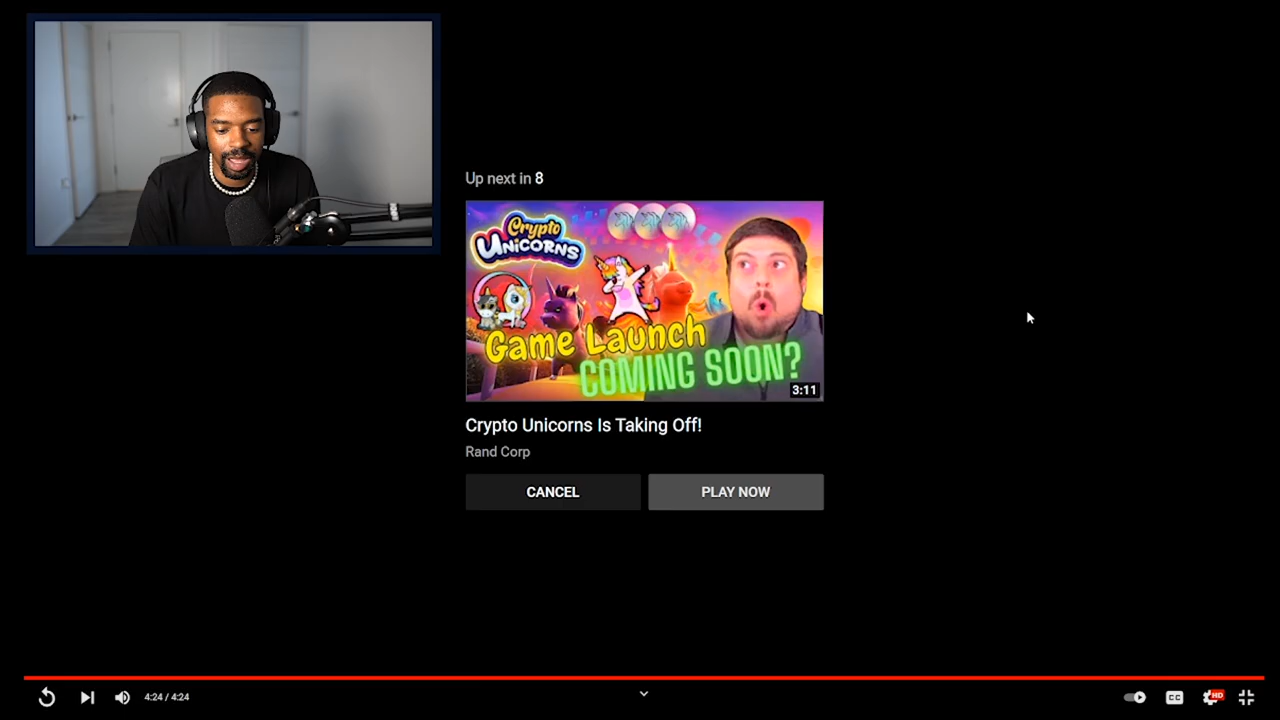 Up next in 8
Crypto
UNICORNS
Game Launch
COMING SOON?
3:11
Crypto Unicorns Is Taking Off!
Rand Corp
CANCEL
PLAY NOW
4:24 / 4:24
CC
HD